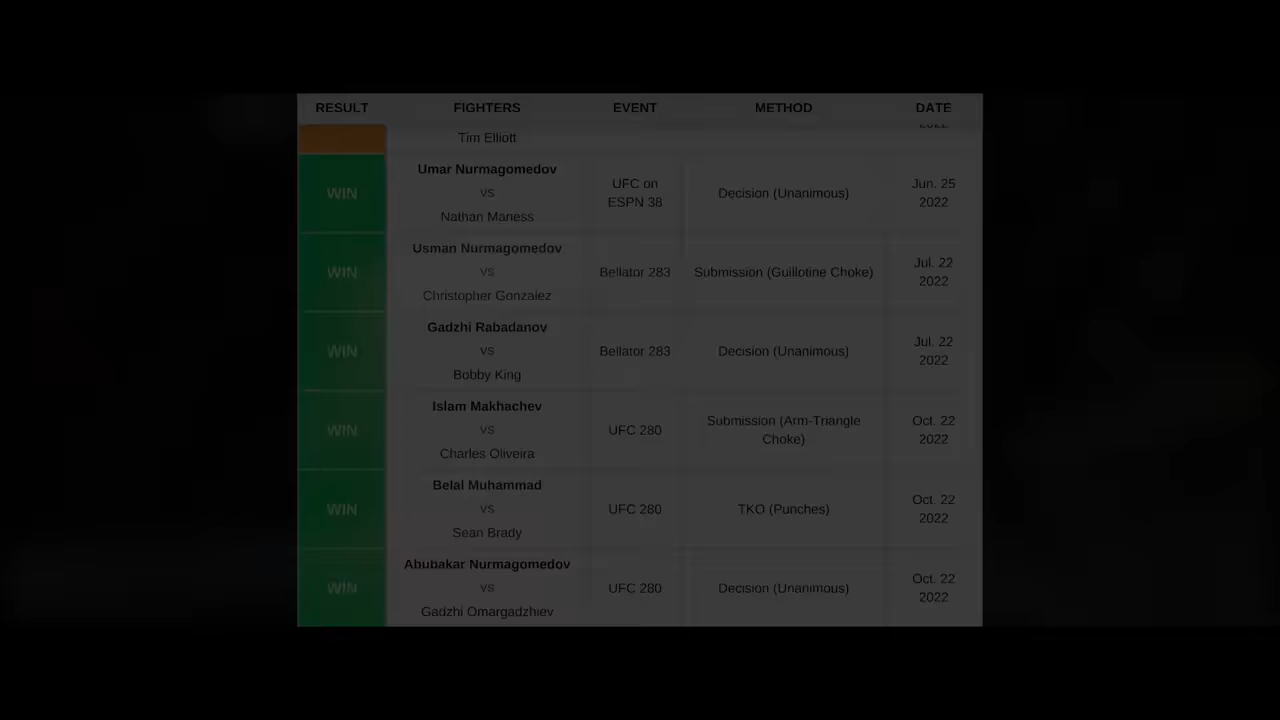 RESULT FIGHTERS EVENT METHOD DATE
2022
Tim Elliott
Umar Nurmagomedov
WIN vs UFC on ESPN 38 Decision (Unanimous) Jun. 25 2022
Nathan Maness
Usman Nurmagomedov
WIN vs Bellator 283 Submission (Guillotine Choke) Jul. 22 2022
Christopher Gonzalez
Gadzhi Rabadanov
WIN vs Bellator 283 Decision (Unanimous) Jul. 22 2022
Bobby King
Islam Makhachev
WIN vs UFC 280 Submission (Arm-Triangle Choke) Oct. 22 2022
Charles Oliveira
Belal Muhammad
WIN vs UFC 280 TKO (Punches) Oct. 22 2022
Sean Brady
Abubakar Nurmagomedov
WIN vs UFC 280 Decision (Unanimous) Oct. 22 2022
Gadzhi Omargadzhiev